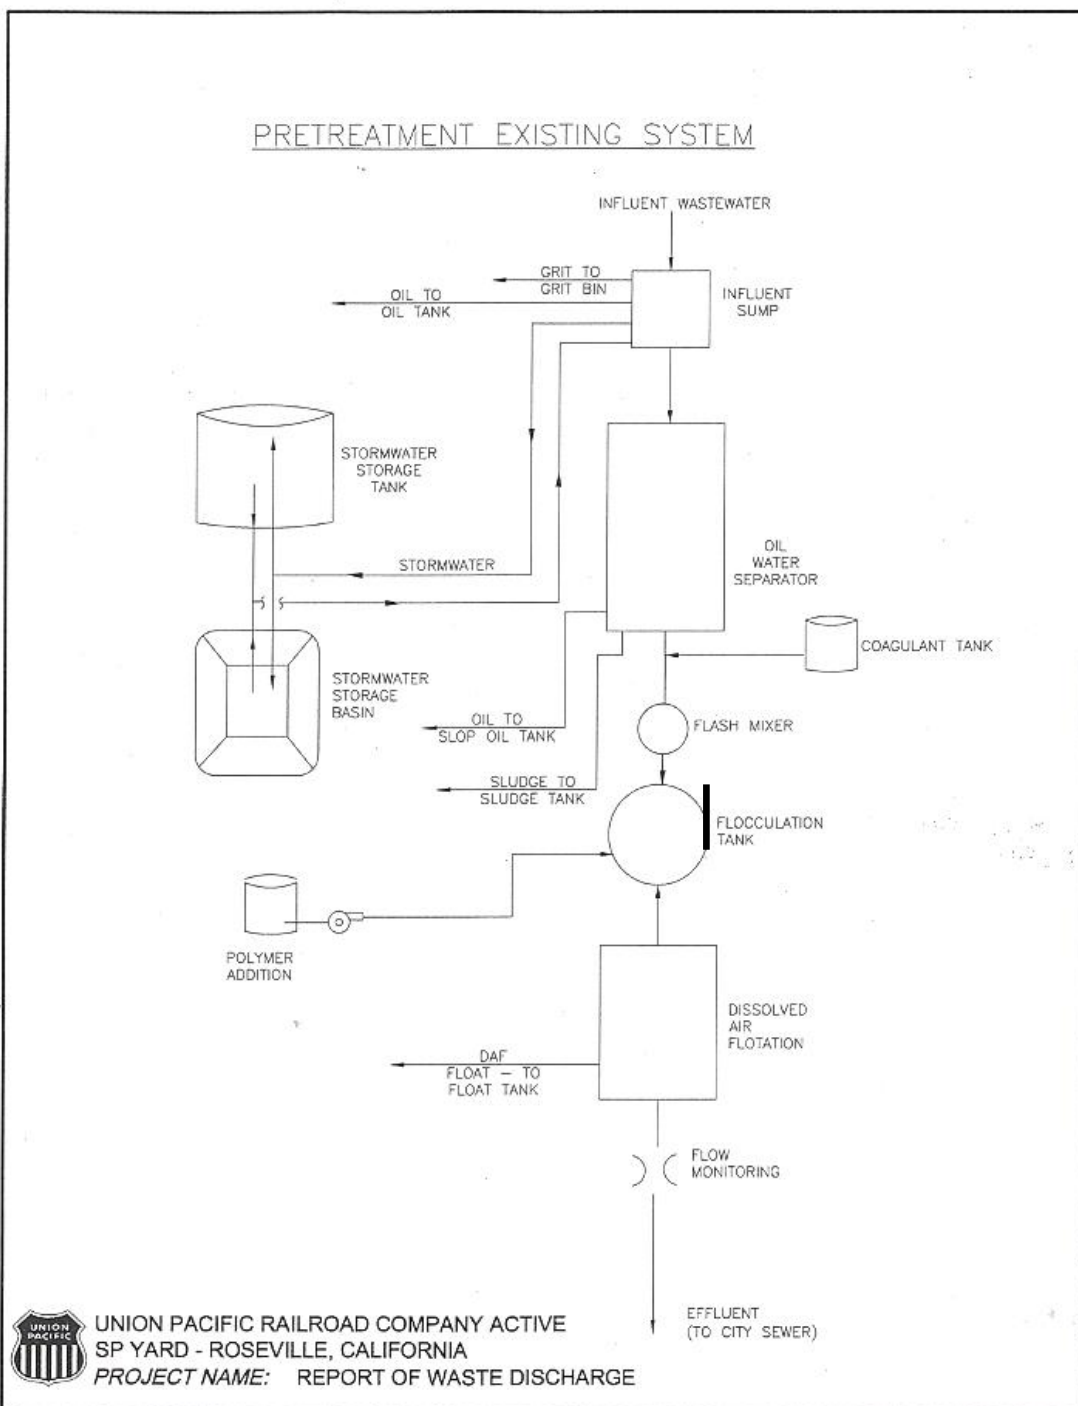 PRETREATMENT EXISTING SYSTEM
INFLUENT WASTEWATER
GRIT TO
GRIT BIN
OIL TO
OIL TANK
INFLUENT
SUMP
STORMWATER
STORAGE
TANK
STORMWATER
OIL
WATER
SEPARATOR
COAGULANT TANK
STORMWATER
STORAGE
BASIN
OIL TO
SLOP OIL TANK
FLASH MIXER
SLUDGE TO
SLUDGE TANK
FLOCCULATION
TANK
POLYMER
ADDITION
DISSOLVED
AIR
FLOTATION
DAF
FLOAT – TO
FLOAT TANK
FLOW
MONITORING
EFFLUENT
(TO CITY SEWER)
UNION
PACIFIC
UNION PACIFIC RAILROAD COMPANY ACTIVE
SP YARD - ROSEVILLE, CALIFORNIA
PROJECT NAME: REPORT OF WASTE DISCHARGE